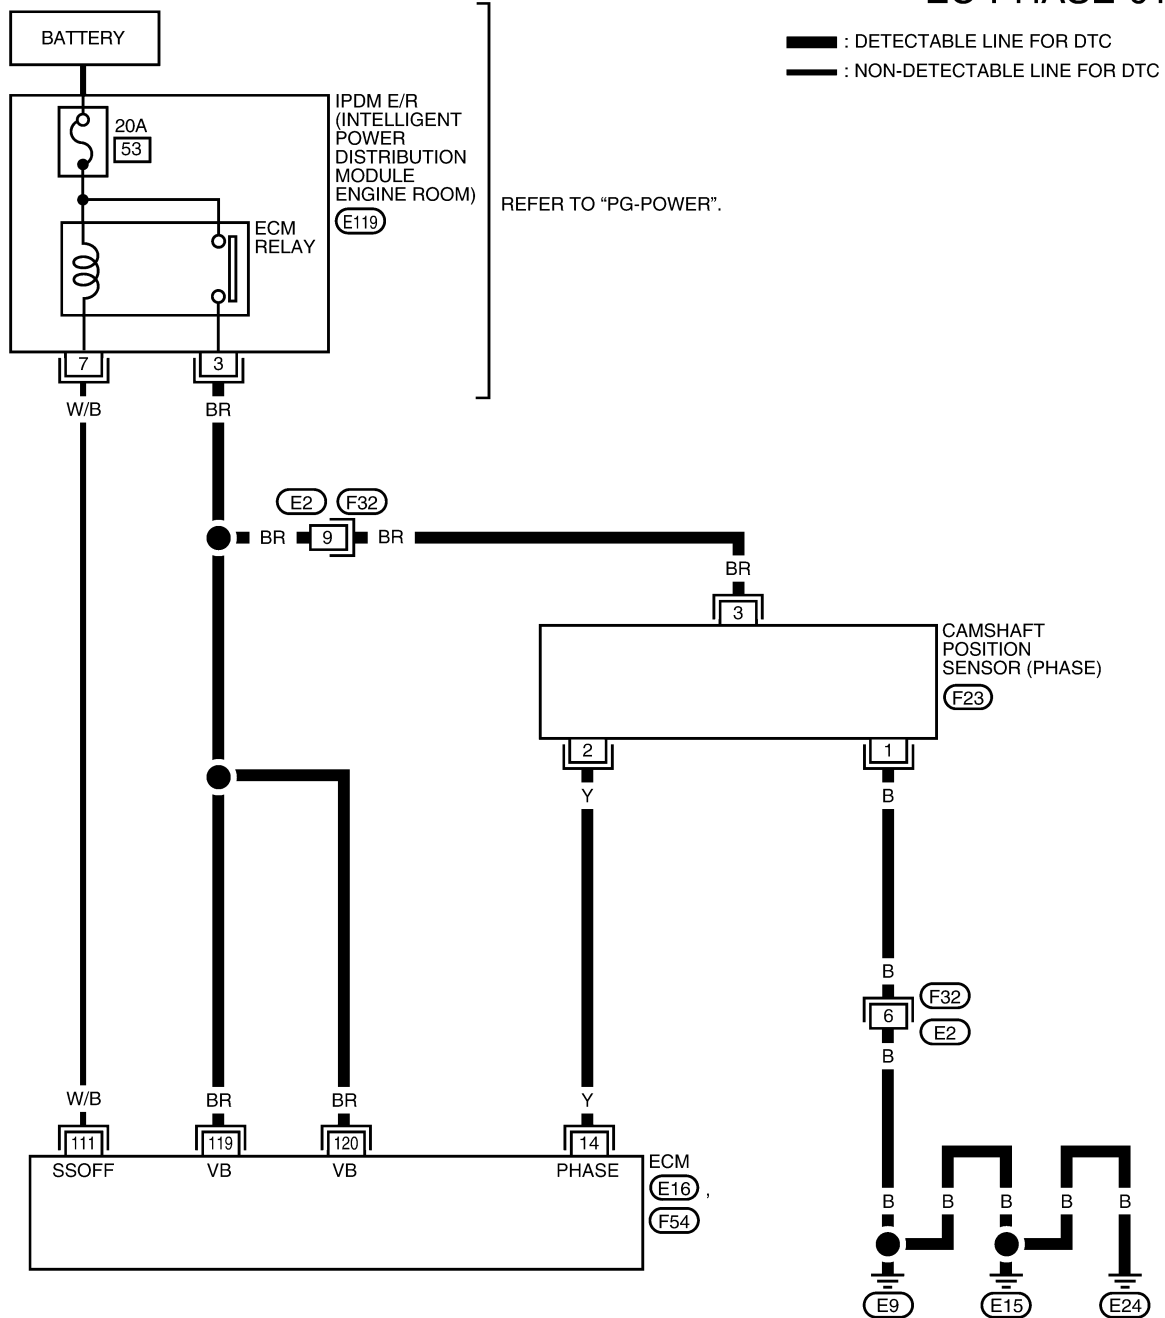 BATTERY
: DETECTABLE LINE FOR DTC
: NON-DETECTABLE LINE FOR DTC
20A
53
IPDM E/R
(INTELLIGENT
POWER
DISTRIBUTION
MODULE
ENGINE ROOM)
E119
REFER TO “PG-POWER”.
ECM
RELAY
7
3
W/B
BR
E2
F32
BR
9
BR
BR
3
CAMSHAFT
POSITION
SENSOR (PHASE)
F23
2
1
Y
B
B
F32
6
E2
B
W/B
BR
BR
Y
111
119
120
14
SSOFF
VB
VB
PHASE
ECM
E16 ,
F54
B
B
B
B
B
E9
E15
E24